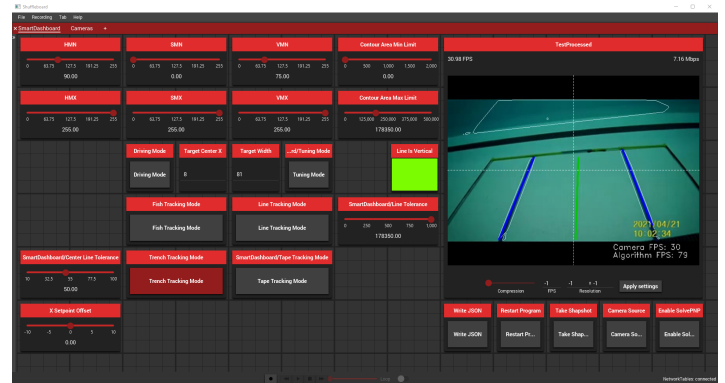 Shuffleboard
File Recording Tab Help
SmartDashboard Cameras +
HMN SMN VMN Contour Area Min Limit TestProcessed
30.98 FPS 7.16 Mbps
0 63.75 127.5 191.25 255 0 63.75 127.5 191.25 255 0 63.75 127.5 191.25 255 0 500 1,000 1,500 2,000
90.00 0.00 75.00 0.00
HMX SMX VMX Contour Area Max Limit
0 63.75 127.5 191.25 255 0 63.75 127.5 191.25 255 0 63.75 127.5 191.25 255 0 125,000 250,000 375,000 500,000
255.00 255.00 255.00 178350.00
Driving Mode Target Center X Target Width ...rd/Tuning Mode Line Is Vertical
Driving Mode 8 81 Tuning Mode
Fish Tracking Mode Line Tracking Mode SmartDashboard/Line Tolerance
Fish Tracking Mode Line Tracking Mode
0 250 500 750 1,000
178350.00
2021/04/21
10:02:34
Camera FPS: 30
Algorithm FPS: 79
SmartDashboard/Center Line Tolerance Trench Tracking Mode SmartDashboard/Tape Tracking Mode
10 32.5 55 77.5 100
Trench Tracking Mode Tape Tracking Mode
50.00
-1 -1 x -1
Compression FPS Resolution Apply settings
X Setpoint Offset Write JSON Restart Program Take Shapshot Camera Source Enable SolvePNP
-10 -5 0 5 10
Write JSON Restart Pr... Take Shap... Camera So... Enable Sol...
0.00
NetworkTables: connected